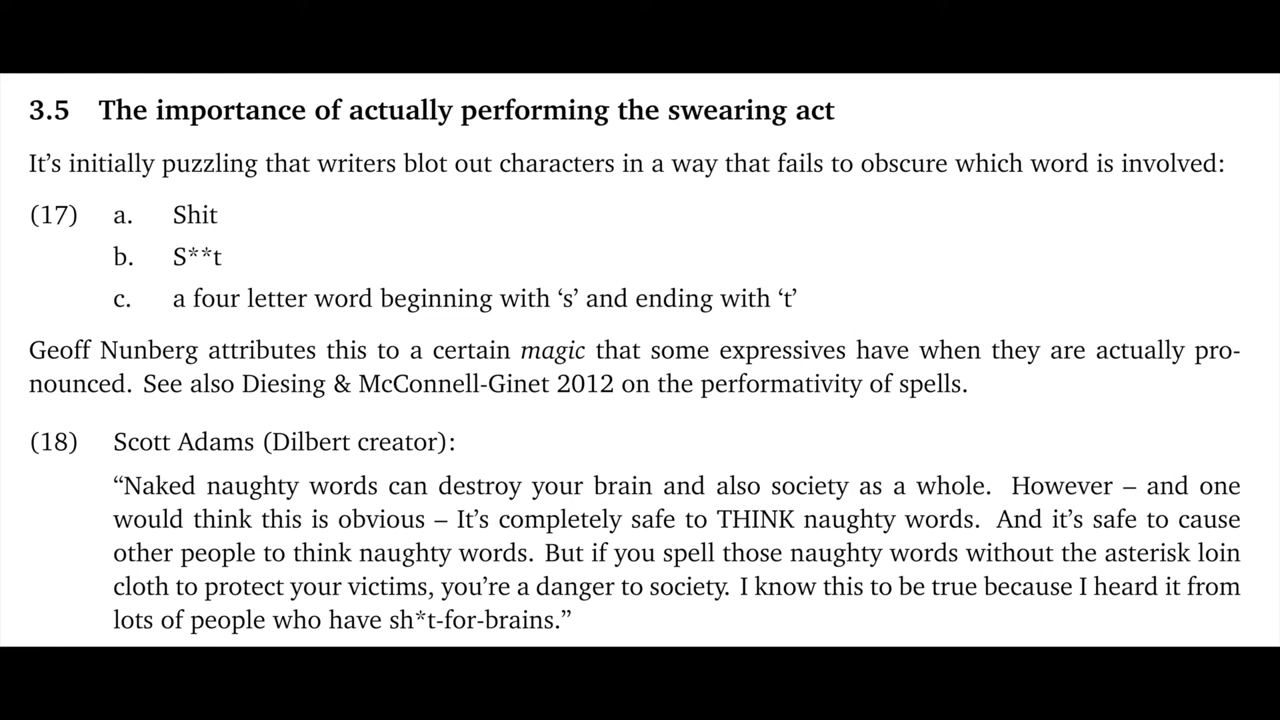 3.5 The importance of actually performing the swearing act
It’s initially puzzling that writers blot out characters in a way that fails to obscure which word is involved:
(17) a. Shit
b. S**t
c. a four letter word beginning with ‘s’ and ending with ‘t’
Geoff Nunberg attributes this to a certain magic that some expressives have when they are actually pro-
nounced. See also Diesing & McConnell-Ginet 2012 on the performativity of spells.
(18) Scott Adams (Dilbert creator):
“Naked naughty words can destroy your brain and also society as a whole. However – and one
would think this is obvious – It’s completely safe to THINK naughty words. And it’s safe to cause
other people to think naughty words. But if you spell those naughty words without the asterisk loin
cloth to protect your victims, you’re a danger to society. I know this to be true because I heard it from
lots of people who have sh*t-for-brains.”